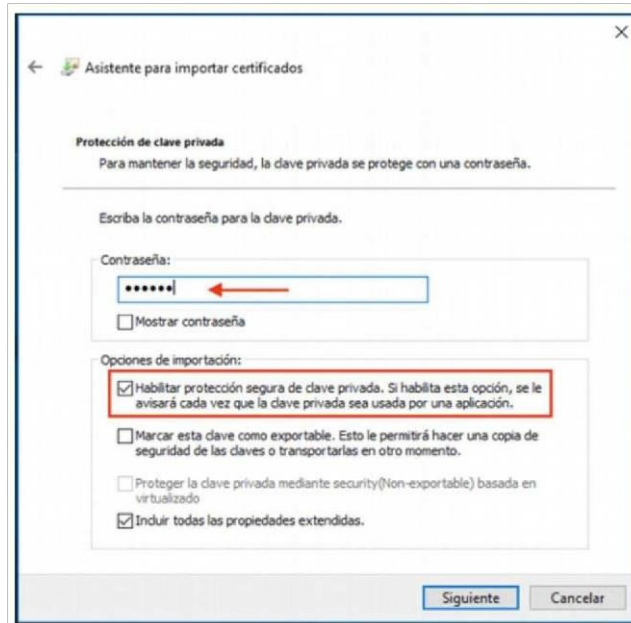 Asistente para importar certificados
Protección de clave privada
Para mantener la seguridad, la clave privada se protege con una contraseña.
Escriba la contraseña para la clave privada.
Contraseña:
••••••
Mostrar contraseña
Opciones de importación:
Habilitar protección segura de clave privada. Si habilita esta opción, se le
avisará cada vez que la clave privada sea usada por una aplicación.
Marcar esta clave como exportable. Esto le permitirá hacer una copia de
seguridad de las claves o transportarlas en otro momento.
Proteger la clave privada mediante security(Non-exportable) basada en
virtualizado
Incluir todas las propiedades extendidas.
Siguiente
Cancelar